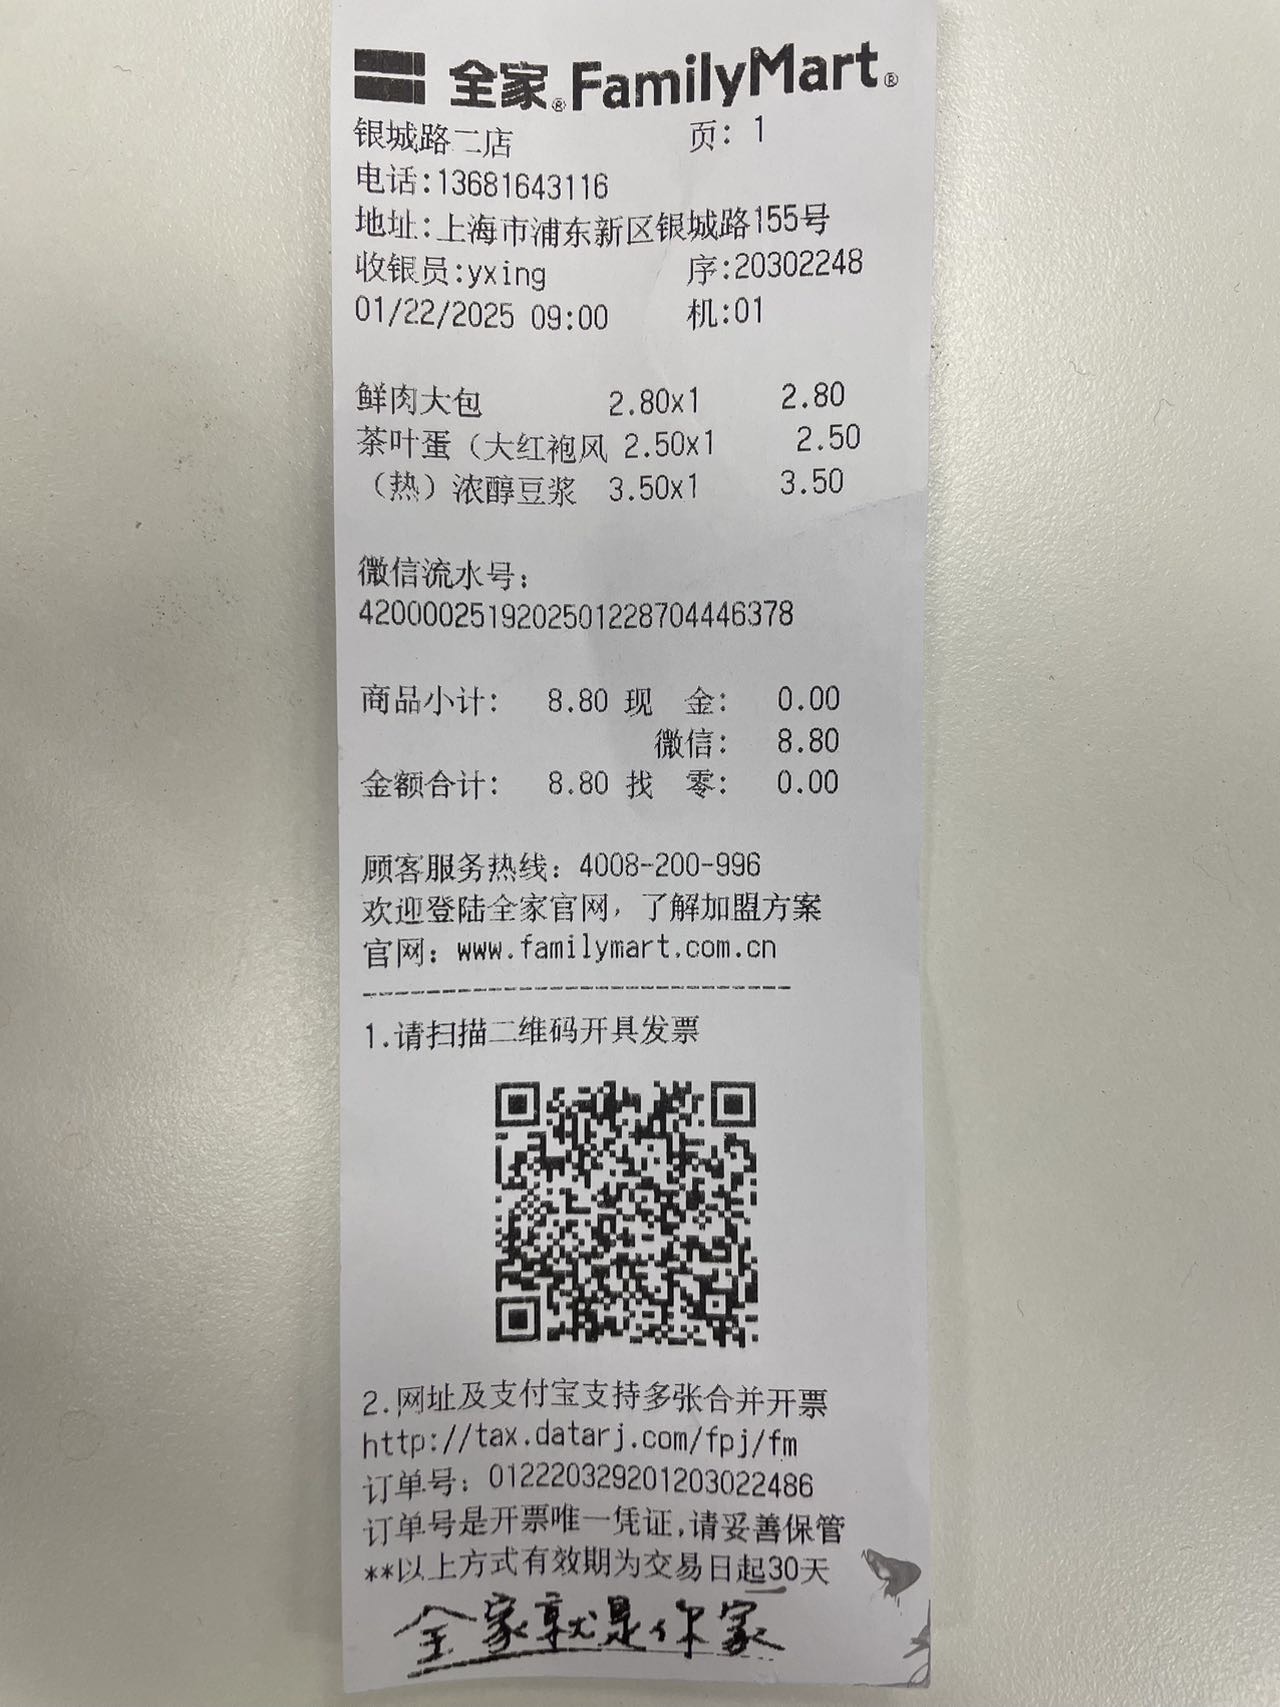 全家® FamilyMart®
银城路二店 页: 1
电话:13681643116
地址:上海市浦东新区银城路155号
收银员:yxing 序:20302248
01/22/2025 09:00 机:01
鲜肉大包 2.80x1 2.80
茶叶蛋（大红袍风 2.50x1 2.50
（热）浓醇豆浆 3.50x1 3.50
微信流水号:
4200002519202501228704446378
商品小计: 8.80 现 金: 0.00
微信: 8.80
金额合计: 8.80 找 零: 0.00
顾客服务热线: 4008-200-996
欢迎登陆全家官网，了解加盟方案
官网: www.familymart.com.cn
1.请扫描二维码开具发票
2.网址及支付宝支持多张合并开票
http://tax.datarj.com/fpj/fm
订单号: 012220329201203022486
订单号是开票唯一凭证,请妥善保管
**以上方式有效期为交易日起30天
全家就是你家